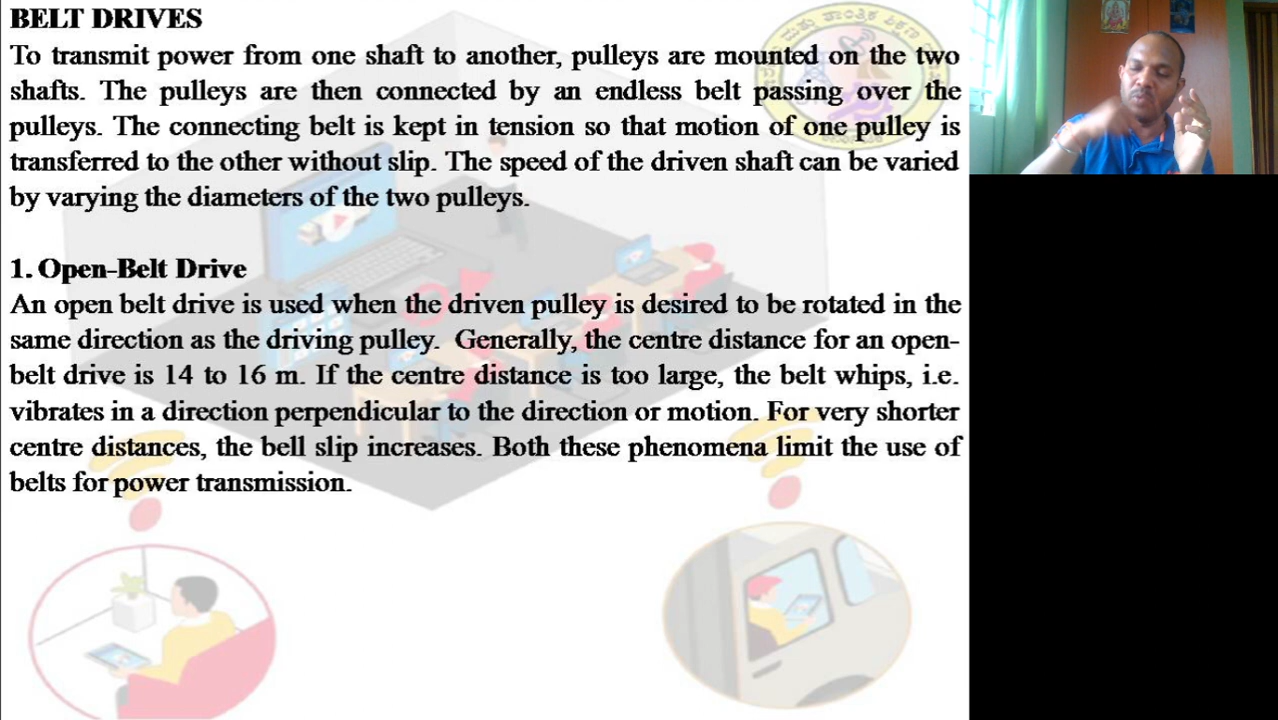 BELT DRIVES
To transmit power from one shaft to another, pulleys are mounted on the two
shafts. The pulleys are then connected by an endless belt passing over the
pulleys. The connecting belt is kept in tension so that motion of one pulley is
transferred to the other without slip. The speed of the driven shaft can be varied
by varying the diameters of the two pulleys.
1. Open-Belt Drive
An open belt drive is used when the driven pulley is desired to be rotated in the
same direction as the driving pulley. Generally, the centre distance for an open-
belt drive is 14 to 16 m. If the centre distance is too large, the belt whips, i.e.
vibrates in a direction perpendicular to the direction or motion. For very shorter
centre distances, the bell slip increases. Both these phenomena limit the use of
belts for power transmission.